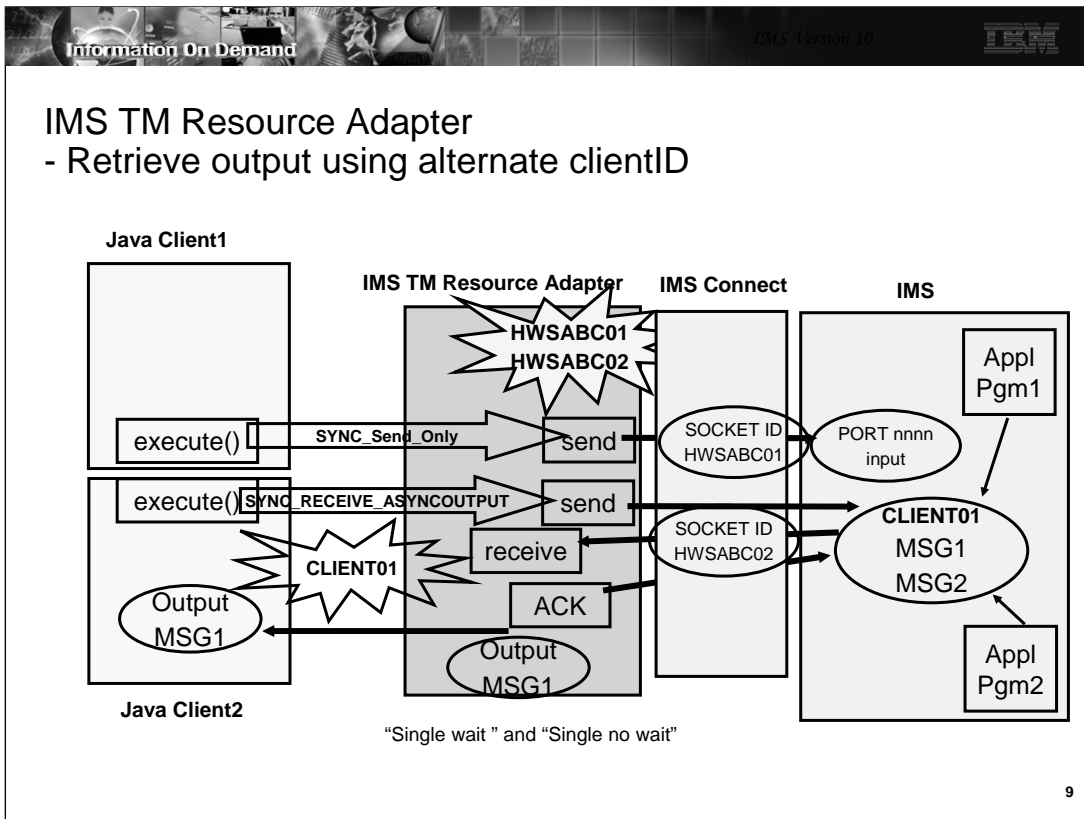 Information On Demand
IMS Version 10
IBM
IMS TM Resource Adapter
- Retrieve output using alternate clientID
Java Client1
IMS TM Resource Adapter
IMS Connect
IMS
HWSABC01
HWSABC02
Appl
Pgm1
execute()
SYNC_Send_Only
send
SOCKET ID
HWSABC01
PORT nnnn
input
execute()
SYNC_RECEIVE_ASYNCOUTPUT
send
CLIENT01
MSG1
MSG2
receive
SOCKET ID
HWSABC02
CLIENT01
ACK
Output
MSG1
Output
MSG1
Appl
Pgm2
Java Client2
“Single wait ” and “Single no wait”
9